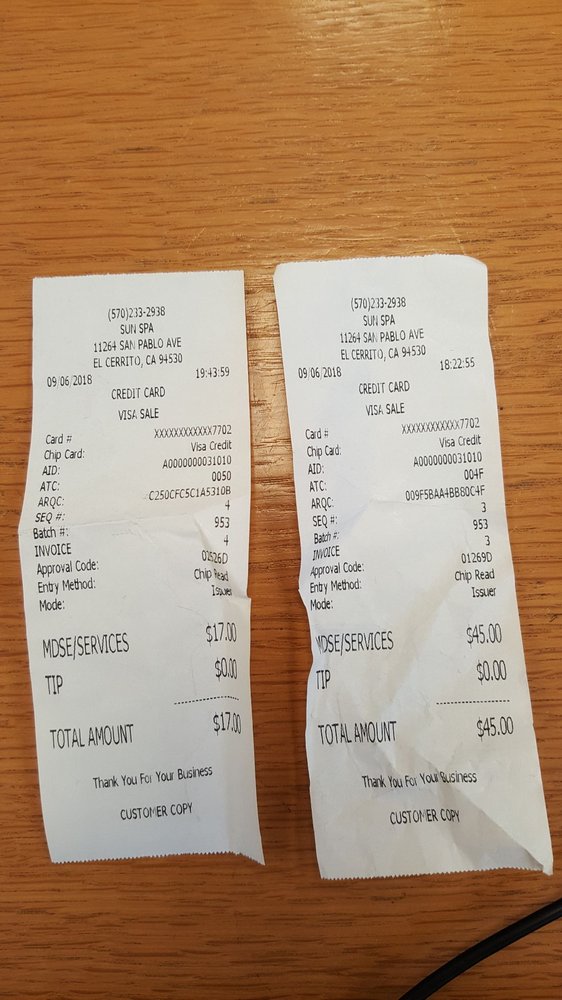 (570)233-2938
SUN SPA
11264 SAN PABLO AVE
EL CERRITO, CA 94530
09/06/2018 19:43:59
CREDIT CARD
VISA SALE
Card # XXXXXXXXXXXX7702
Chip Card: Visa Credit
AID: A0000000031010
ATC: 0050
ARQC: C250CFC5C1A5310B
SEQ #: 4
Batch #: 953
INVOICE 4
Approval Code: 01526D
Entry Method: Chip Read
Mode: Issuer
MDSE/SERVICES $17.00
TIP $0.00
TOTAL AMOUNT $17.00
Thank You For Your Business
CUSTOMER COPY
(570)233-2938
SUN SPA
11264 SAN PABLO AVE
EL CERRITO, CA 94530
09/06/2018 18:22:55
CREDIT CARD
VISA SALE
Card # XXXXXXXXXXXX7702
Chip Card: Visa Credit
AID: A0000000031010
ATC: 004F
ARQC: 009F5BAA4BB80C4F
SEQ #: 3
Batch #: 953
INVOICE 3
Approval Code: 01269D
Entry Method: Chip Read
Mode: Issuer
MDSE/SERVICES $45.00
TIP $0.00
TOTAL AMOUNT $45.00
Thank You For Your Business
CUSTOMER COPY